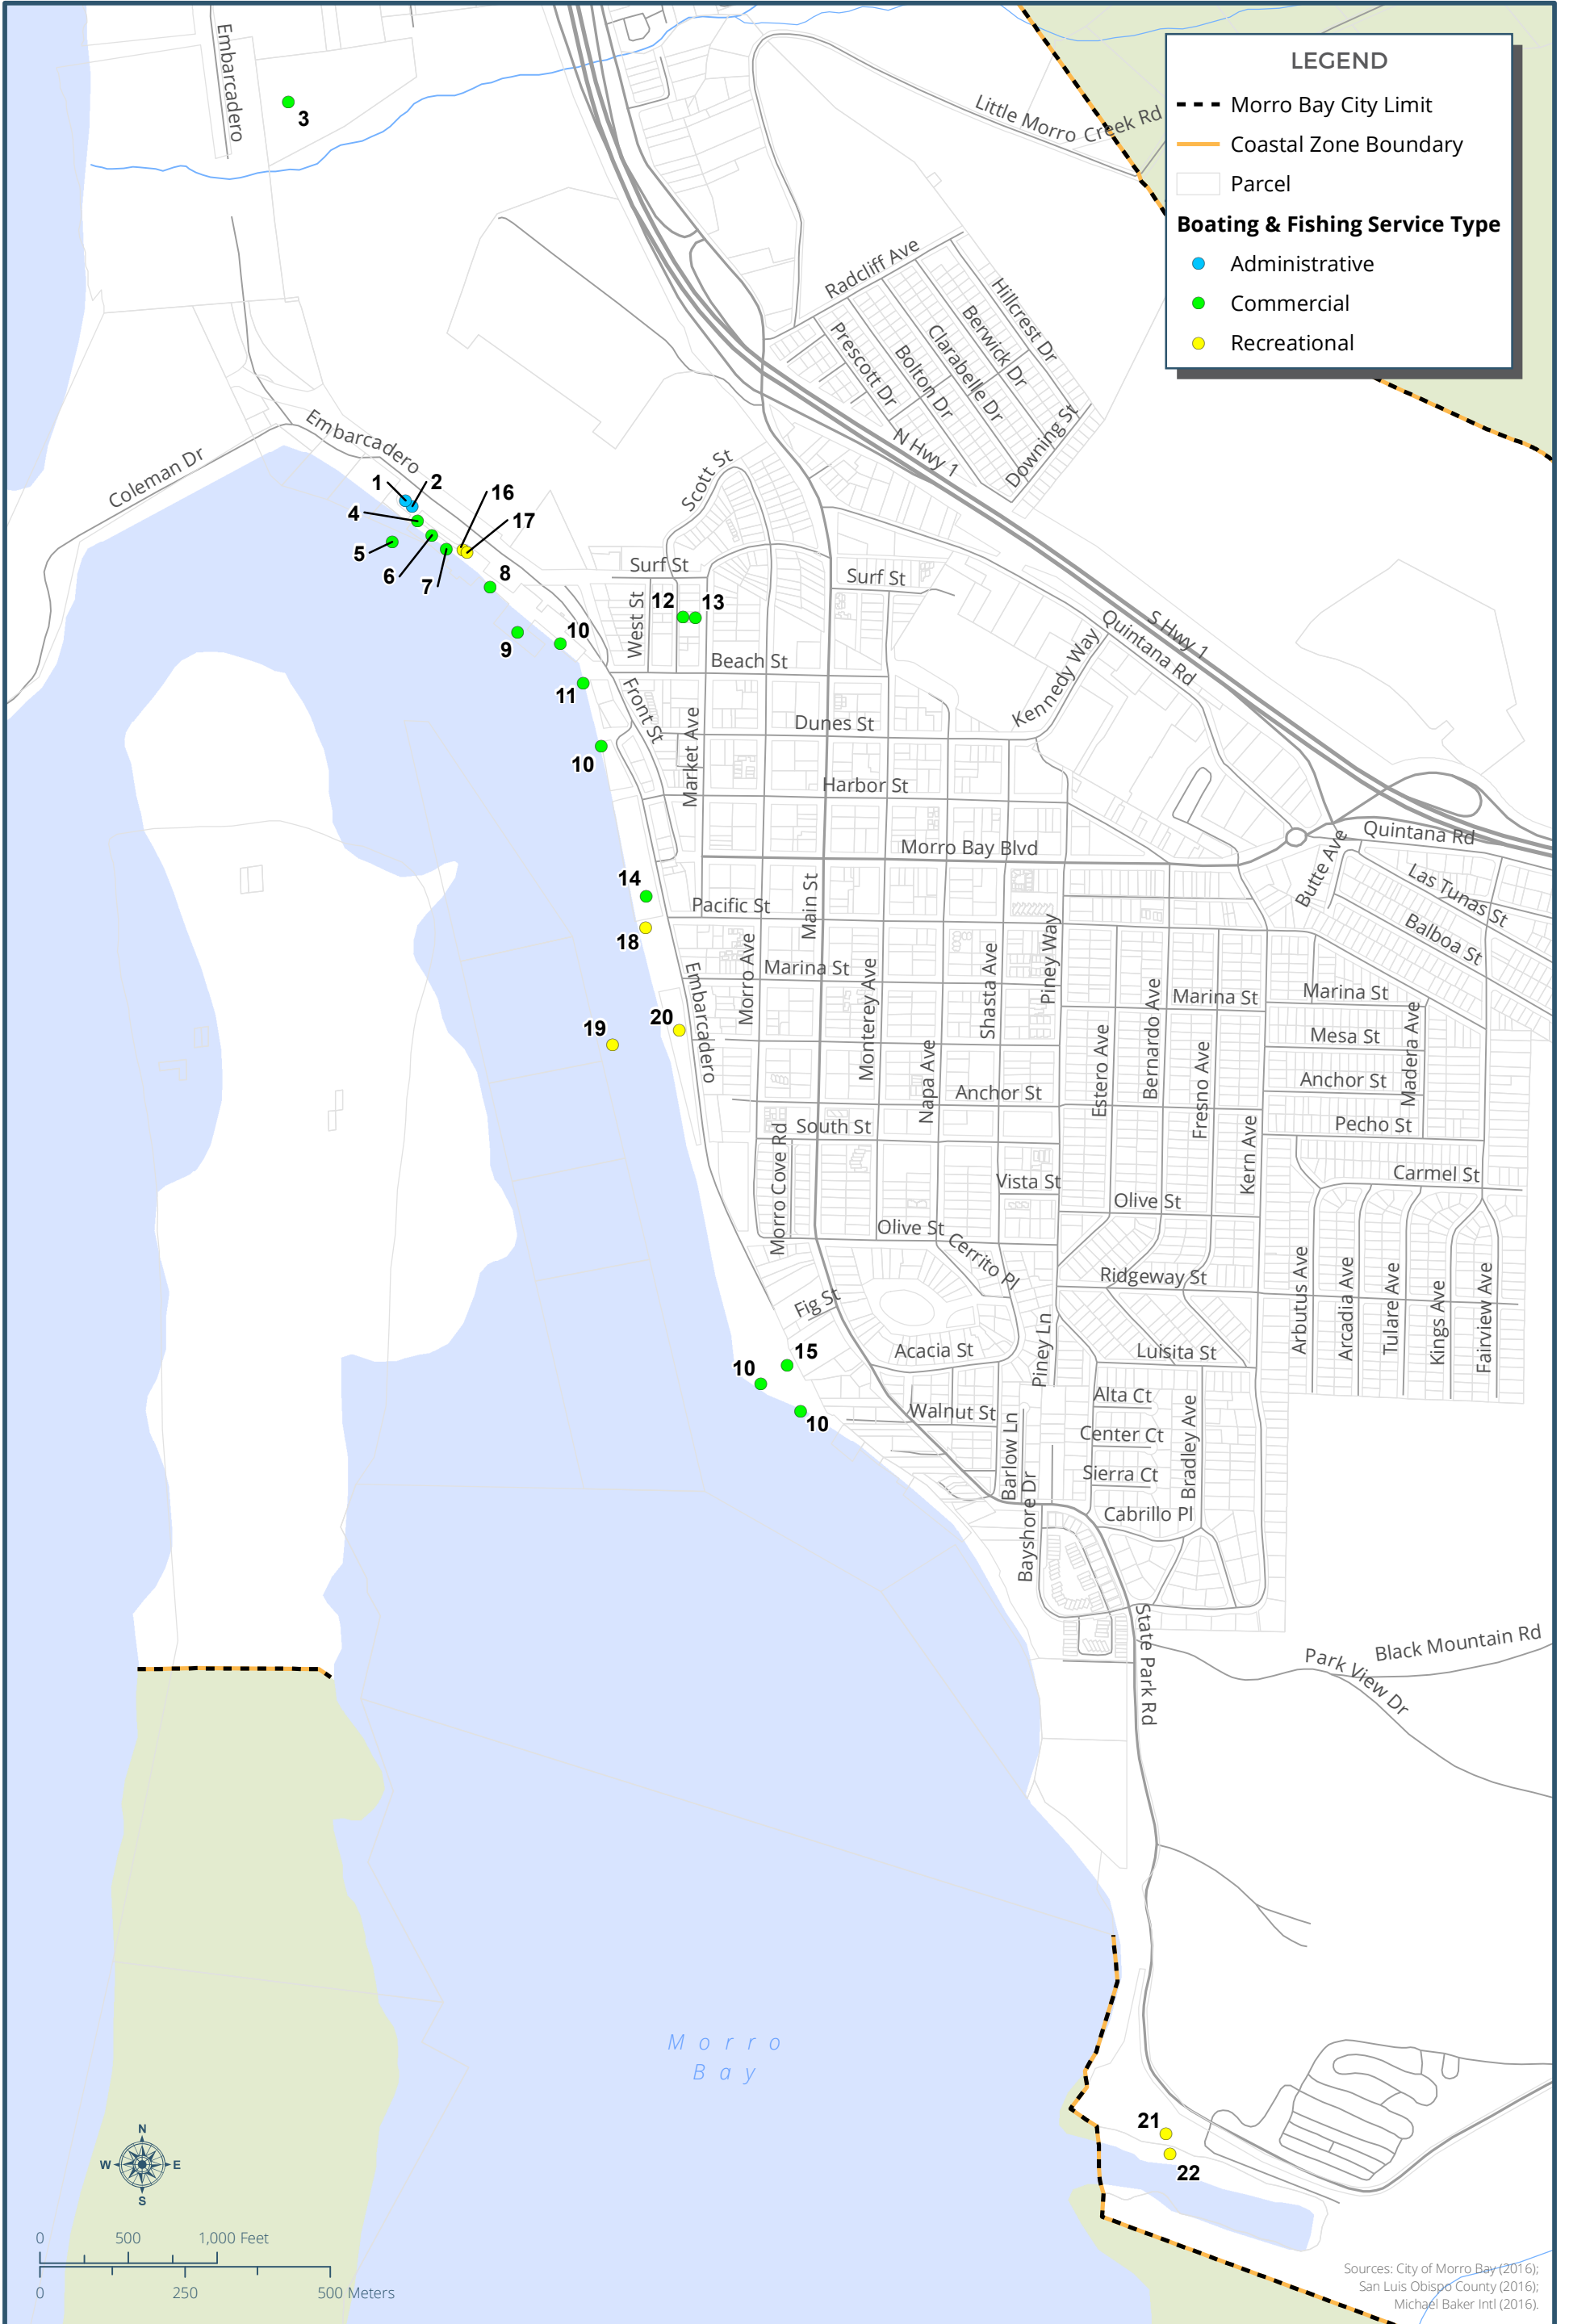 LEGEND
Morro Bay City Limit
Coastal Zone Boundary
Parcel
Boating & Fishing Service Type
Administrative
Commercial
Recreational
Embarcadero
3
Little Morro Creek Rd
Radcliff Ave
Hillcrest Dr
Berwick Dr
Clarabelle Dr
Bolton Dr
Prescott Dr
Downing St
N Hwy 1
Embarcadero
Coleman Dr
Scott St
1
2
16
4
17
5
6
7
8
Surf St
Surf St
West St
12
13
S Hwy 1
Quintana Rd
Kennedy Way
10
9
Beach St
11
Front St
Dunes St
10
Market Ave
Harbor St
Morro Bay Blvd
Quintana Rd
Butte Ave
Las Tunas St
Balboa St
14
Main St
Pacific St
18
Morro Ave
Piney Way
Marina St
Embarcadero
Monterey Ave
Shasta Ave
Bernardo Ave
Marina St
Marina St
20
19
Mesa St
Madera Ave
Estero Ave
Fresno Ave
Napa Ave
Anchor St
Anchor St
South St
Pecho St
Kern Ave
Morro Cove Rd
Vista St
Carmel St
Olive St
Olive St
Cerrito Pl
Ridgeway St
Arbutus Ave
Arcadia Ave
Tulare Ave
Kings Ave
Fairview Ave
Fig St
15
Acacia St
Piney Ln
Luisita St
10
10
Alta Ct
Walnut St
Center Ct
Bradley Ave
Barlow Ln
Sierra Ct
Bayshore Dr
Cabrillo Pl
State Park Rd
Black Mountain Rd
Park View Dr
Morro
Bay
21
22
N
W E
S
0 500 1,000 Feet
0 250 500 Meters
Sources: City of Morro Bay (2016);
San Luis Obispo County (2016);
Michael Baker Intl (2016).